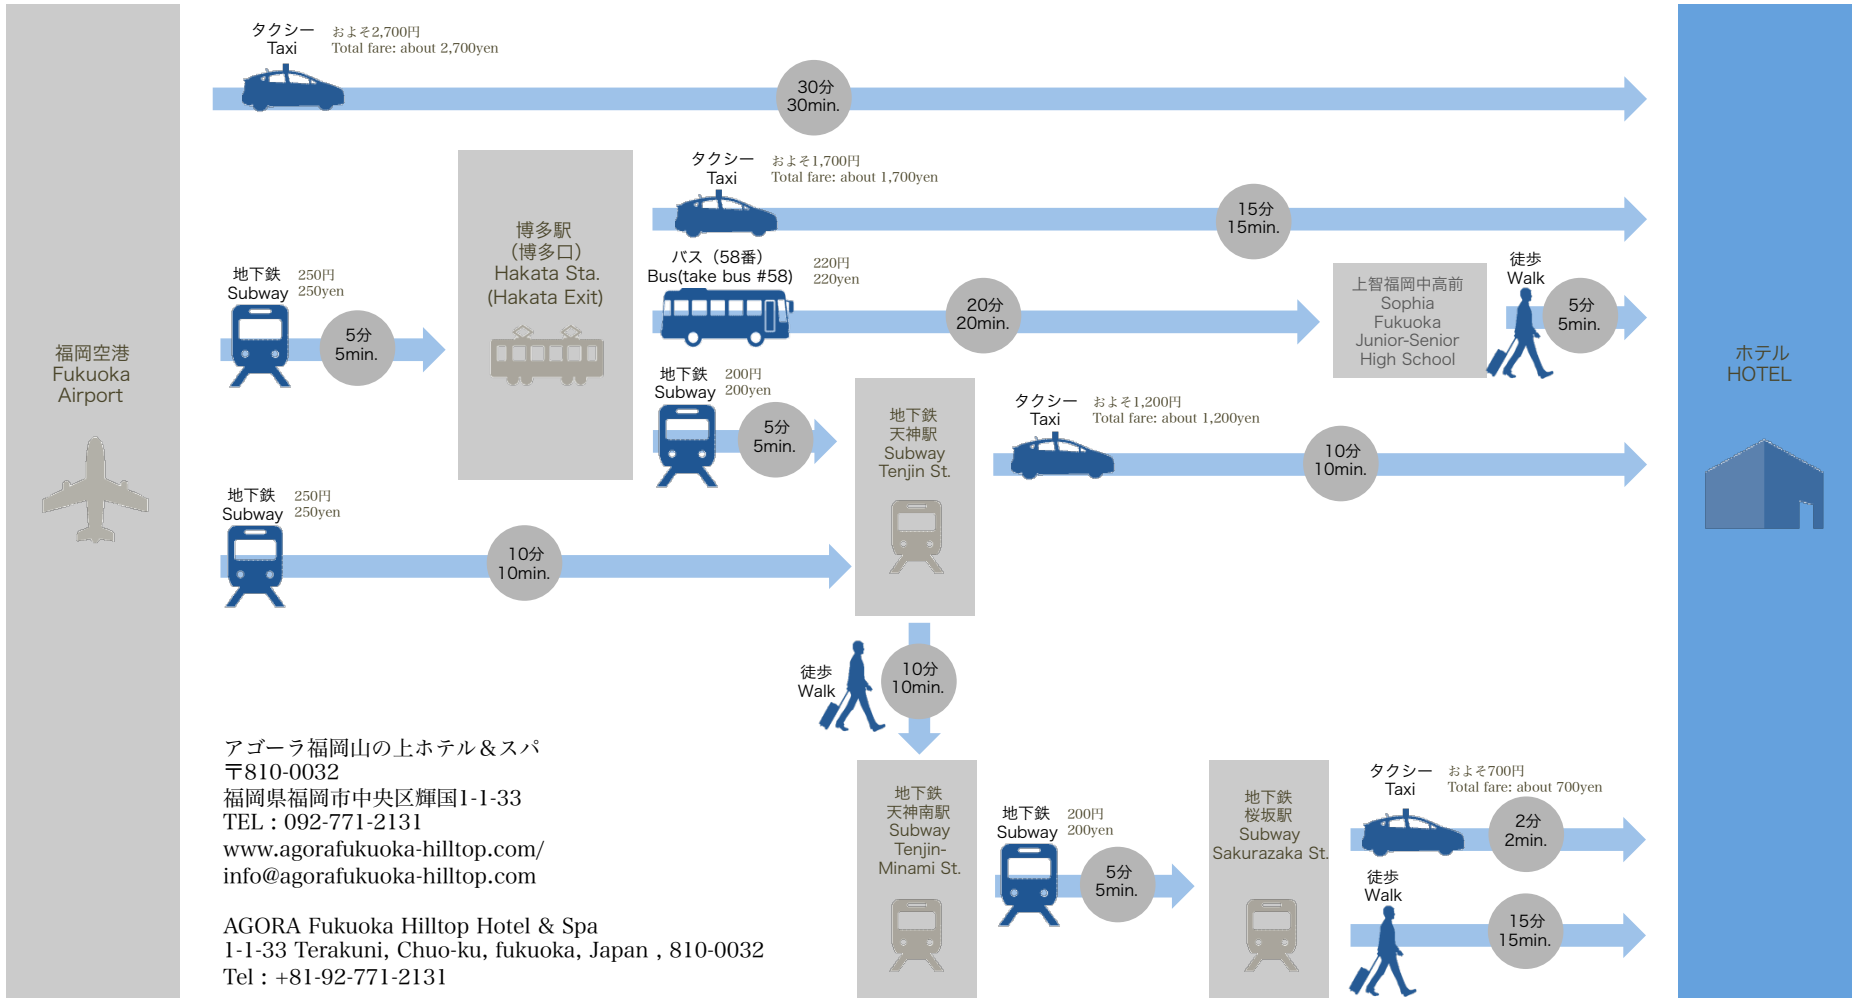 福岡空港
Fukuoka
Airport
タクシー
Taxi
およそ2,700円
Total fare: about 2,700yen
30分
30min.
地下鉄
Subway
250円
250yen
5分
5min.
博多駅
（博多口）
Hakata Sta.
(Hakata Exit)
タクシー
Taxi
およそ1,700円
Total fare: about 1,700yen
15分
15min.
バス（58番）
Bus(take bus #58)
220円
220yen
20分
20min.
上智福岡中高前
Sophia
Fukuoka
Junior-Senior
High School
徒歩
Walk
5分
5min.
地下鉄
Subway
200円
200yen
5分
5min.
地下鉄
天神駅
Subway
Tenjin St.
タクシー
Taxi
およそ1,200円
Total fare: about 1,200yen
10分
10min.
地下鉄
Subway
250円
250yen
10分
10min.
徒歩
Walk
10分
10min.
地下鉄
天神南駅
Subway
Tenjin-
Minami St.
地下鉄
Subway
200円
200yen
5分
5min.
地下鉄
桜坂駅
Subway
Sakurazaka St.
タクシー
Taxi
およそ700円
Total fare: about 700yen
2分
2min.
徒歩
Walk
15分
15min.
ホテル
HOTEL
アゴーラ福岡山の上ホテル＆スパ
〒810-0032
福岡県福岡市中央区輝国1-1-33
TEL : 092-771-2131
www.agorafukuoka-hilltop.com/
info@agorafukuoka-hilltop.com
AGORA Fukuoka Hilltop Hotel & Spa
1-1-33 Terakuni, Chuo-ku, fukuoka, Japan , 810-0032
Tel : +81-92-771-2131